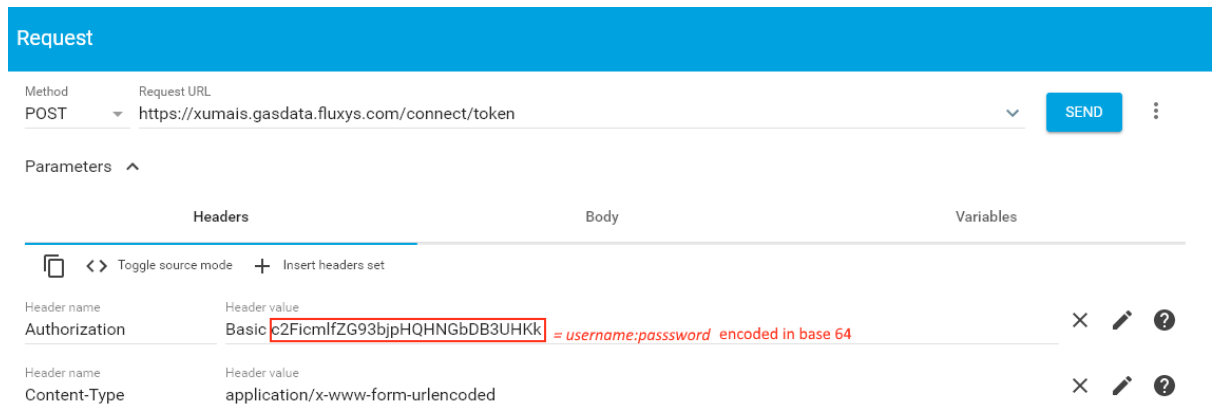 Request
Method Request URL
POST https://xumais.gasdata.fluxys.com/connect/token SEND
Parameters
Headers Body Variables
Toggle source mode Insert headers set
Header name Header value
Authorization Basic c2FicmlfZG93bjpHQHNGbDB3UHKk = username:passsword encoded in base 64
Header name Header value
Content-Type application/x-www-form-urlencoded